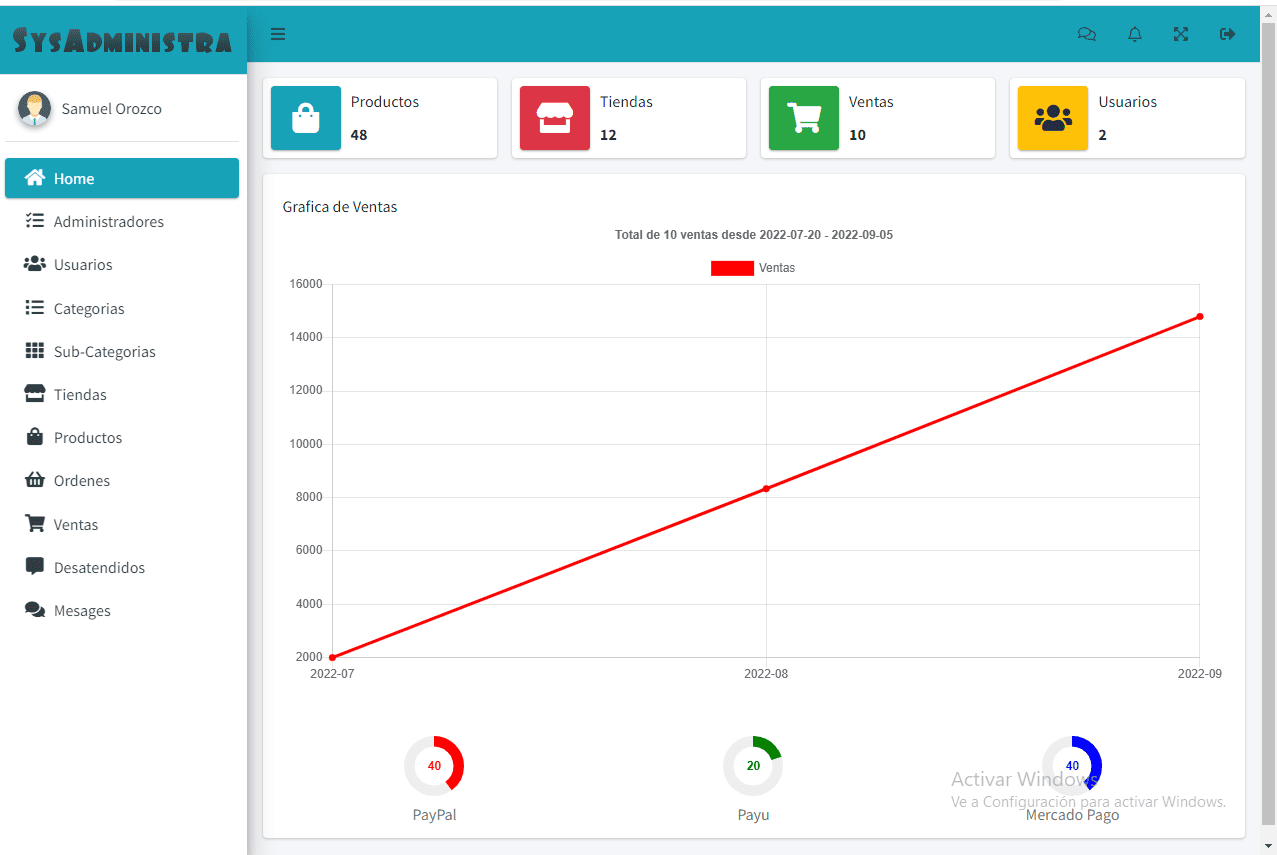 SysAdministra
Samuel Orozco
Home
Administradores
Usuarios
Categorias
Sub-Categorias
Tiendas
Productos
Ordenes
Ventas
Desatendidos
Mesages
Productos
48
Tiendas
12
Ventas
10
Usuarios
2
Grafica de Ventas
Total de 10 ventas desde 2022-07-20 - 2022-09-05
Ventas
16000
14000
12000
10000
8000
6000
4000
2000
2022-07 2022-08 2022-09
40
PayPal
20
Payu
40
Mercado Pago
Activar Windows
Ve a Configuración para activar Windows.